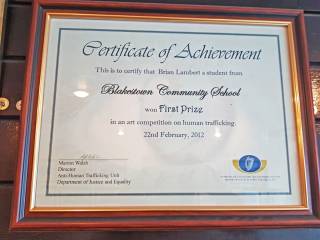 Certificate of Achievement
This is to certify that Brian Lambert a student from
Blakestown Community School
won First Prize
in an art competition on human trafficking.
22nd February, 2012
Marion Walsh
Director
Anti-Human Trafficking Unit
Department of Justice and Equality